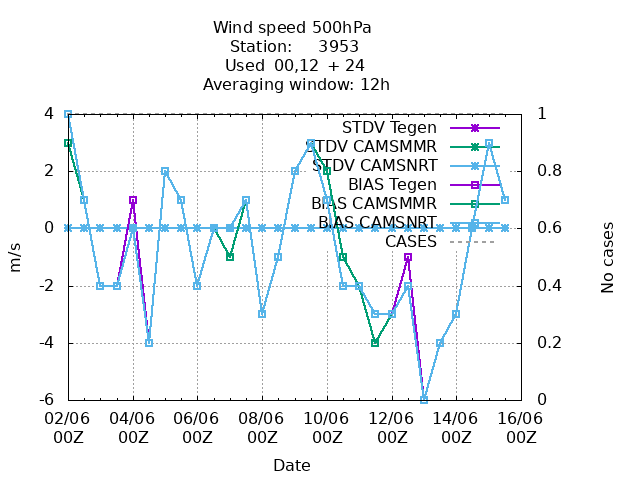 Wind speed 500hPa
Station: 3953
Used 00,12 + 24
Averaging window: 12h
4
2
0
-2
-4
-6
m/s
1
0.8
0.6
0.4
0.2
0
No cases
STDV Tegen
STDV CAMSMMR
STDV CAMSNRT
BIAS Tegen
BIAS CAMSMMR
BIAS CAMSNRT
CASES
02/06 04/06 06/06 08/06 10/06 12/06 14/06 16/06
00Z 00Z 00Z 00Z 00Z 00Z 00Z 00Z
Date